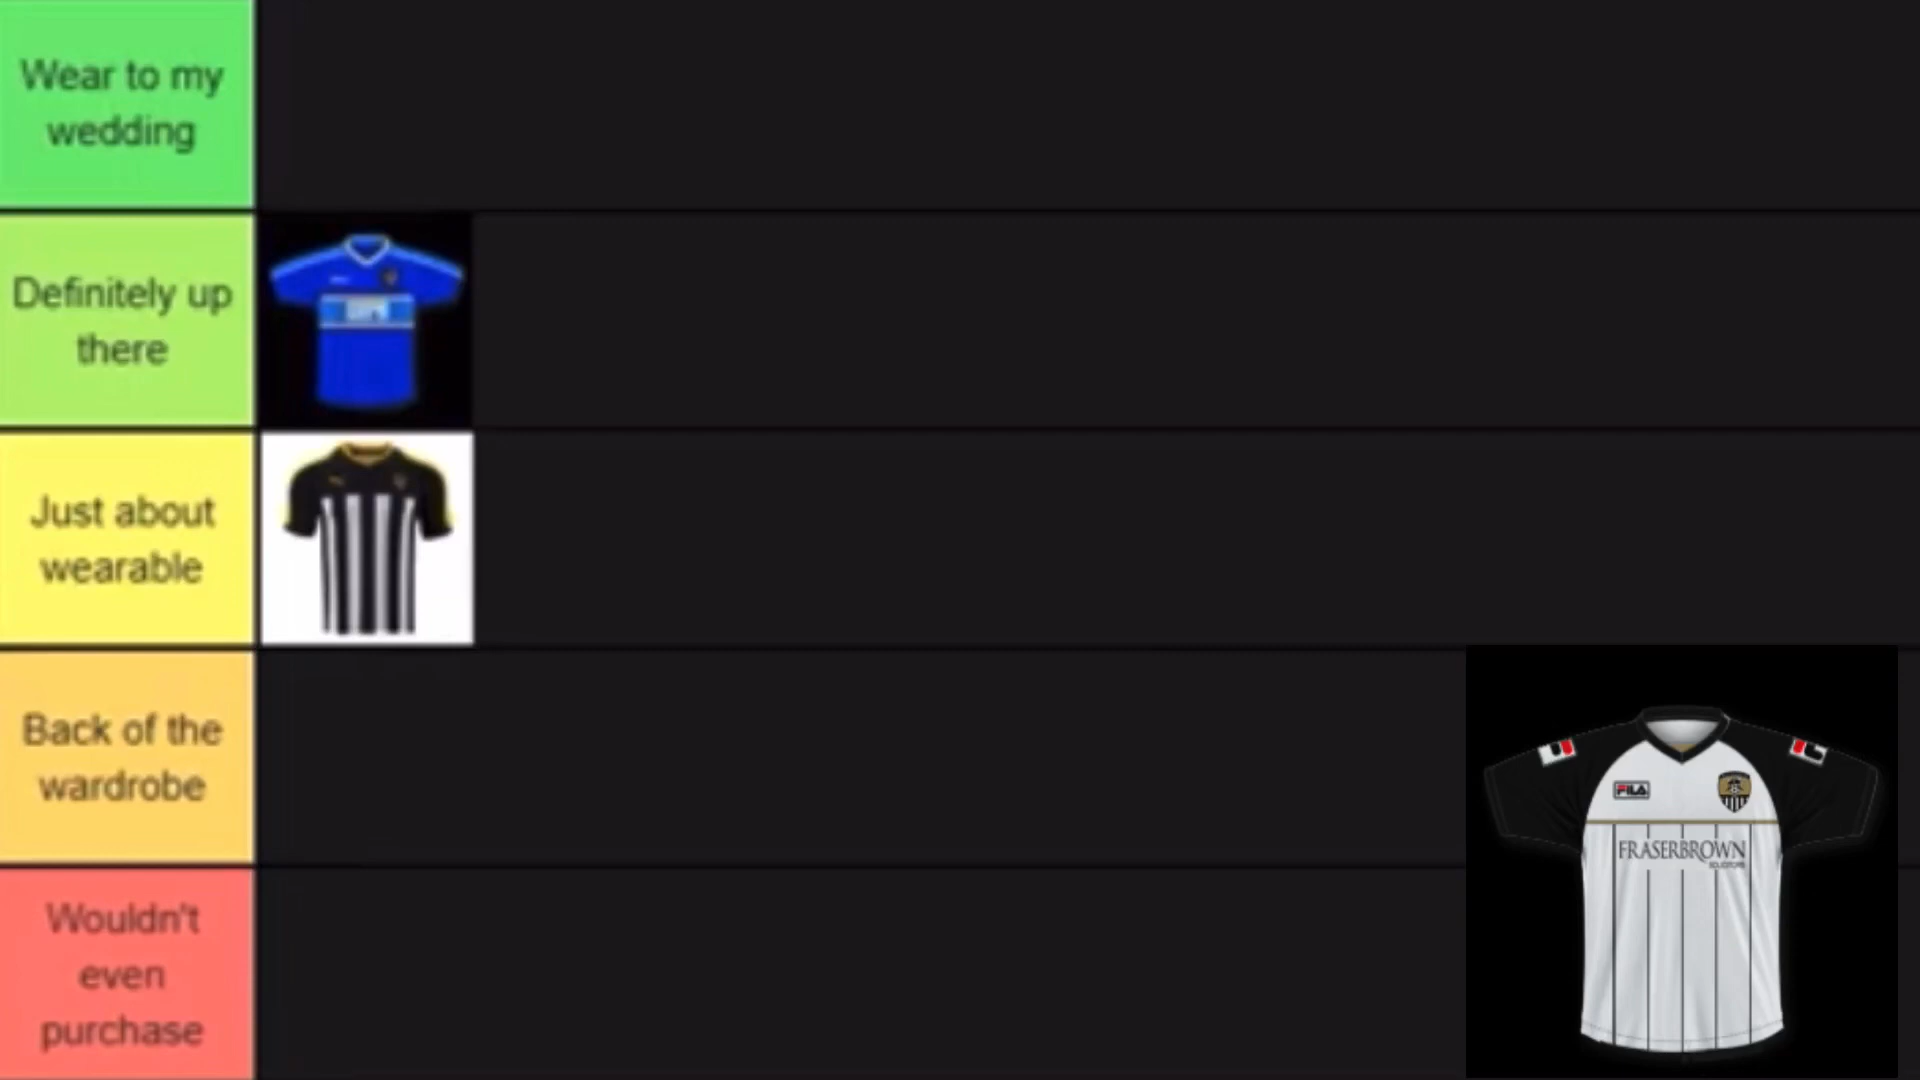 Wear to my
wedding
Definitely up
there
Just about
wearable
Back of the
wardrobe
FILA
FRASERBROWN
SOLICITORS
Wouldn't
even
purchase